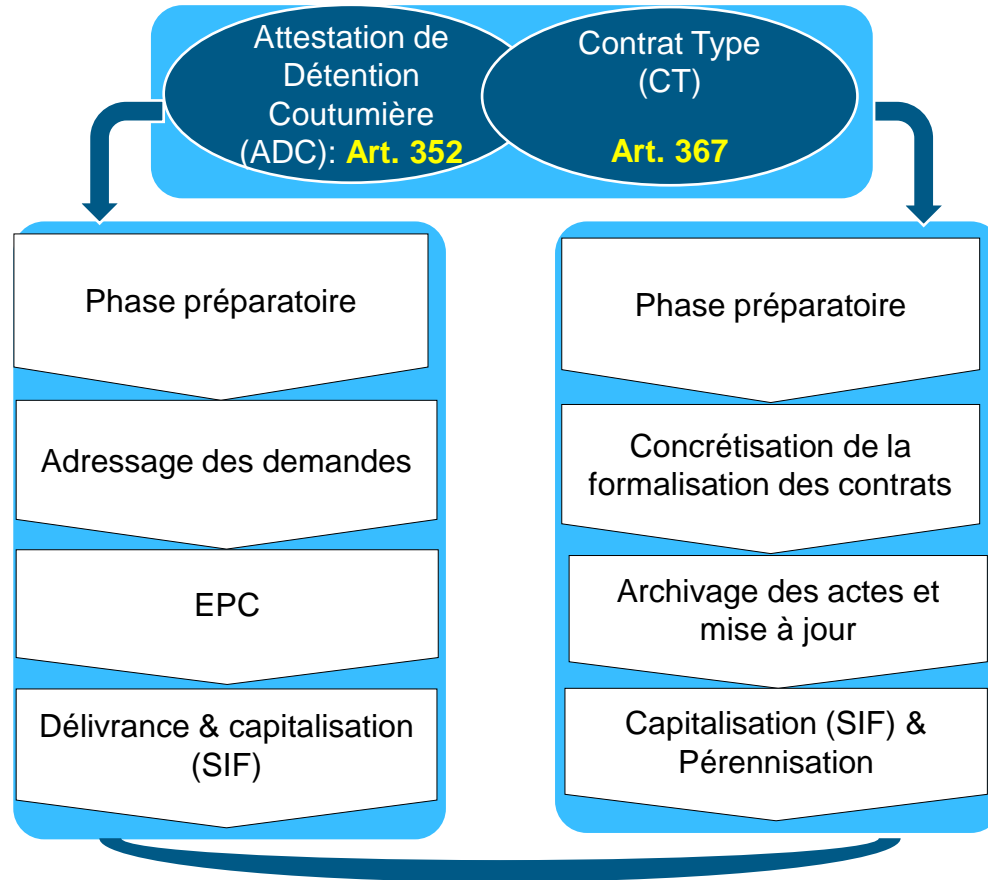 Attestation de
Détention
Coutumière
(ADC): Art. 352
Contrat Type
(CT)
Art. 367
Phase préparatoire
Adressage des demandes
EPC
Délivrance & capitalisation
(SIF)
Phase préparatoire
Concrétisation de la
formalisation des contrats
Archivage des actes et
mise à jour
Capitalisation (SIF) &
Pérennisation